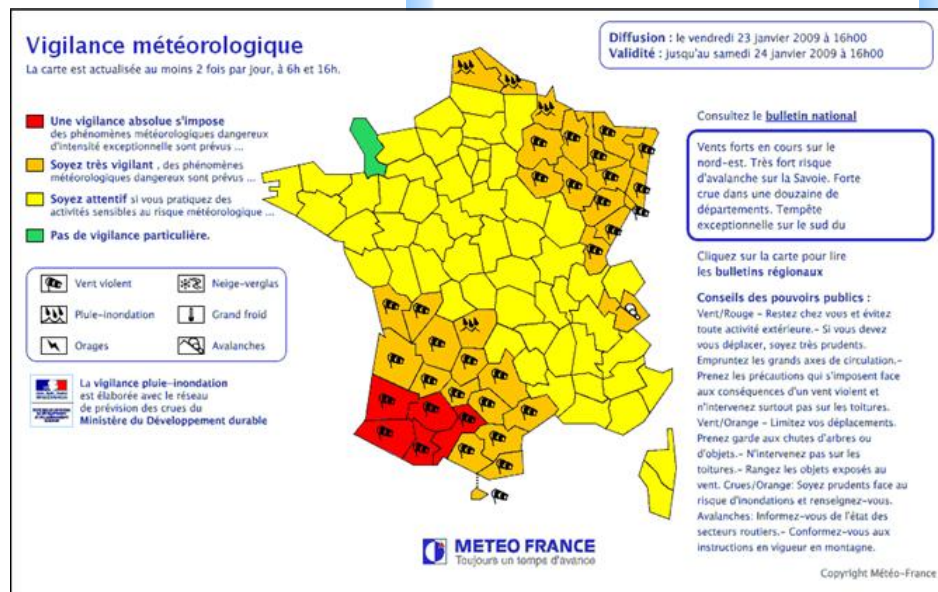 Vigilance météorologique
La carte est actualisée au moins 2 fois par jour, à 6h et 16h.
Diffusion : le vendredi 23 janvier 2009 à 16h00
Validité : jusqu'au samedi 24 janvier 2009 à 16h00
Une vigilance absolue s'impose
des phénomènes météorologiques dangereux
d'intensité exceptionnelle sont prévus ...
Soyez très vigilant , des phénomènes
météorologiques dangereux sont prévus ...
Soyez attentif si vous pratiquez des
activités sensibles au risque météorologique ...
Pas de vigilance particulière.
Vent violent
Neige-verglas
Pluie-inondation
Grand froid
Orages
Avalanches
La vigilance pluie-inondation
est élaborée avec le réseau
de prévision des crues du
Ministère du Développement durable
Consultez le bulletin national
Vents forts en cours sur le
nord-est. Très fort risque
d'avalanche sur la Savoie. Forte
crue dans une douzaine de
départements. Tempête
exceptionnelle sur le sud du
Cliquez sur la carte pour lire
les bulletins régionaux
Conseils des pouvoirs publics :
Vent/Rouge - Restez chez vous et évitez
toute activité extérieure.- Si vous devez
vous déplacer, soyez très prudents.
Empruntez les grands axes de circulation.-
Prenez les précautions qui s'imposent face
aux conséquences d'un vent violent et
n'intervenez surtout pas sur les toitures.
Vent/Orange - Limitez vos déplacements.
Prenez garde aux chutes d'arbres ou
d'objets.- N'intervenez pas sur les
toitures.- Rangez les objets exposés au
vent. Crues/Orange: Soyez prudents face au
risque d'inondations et renseignez-vous.
Avalanches: Informez-vous de l'état des
secteurs routiers.- Conformez-vous aux
instructions en vigueur en montagne.
METEO FRANCE
Toujours un temps d'avance
Copyright Météo-France